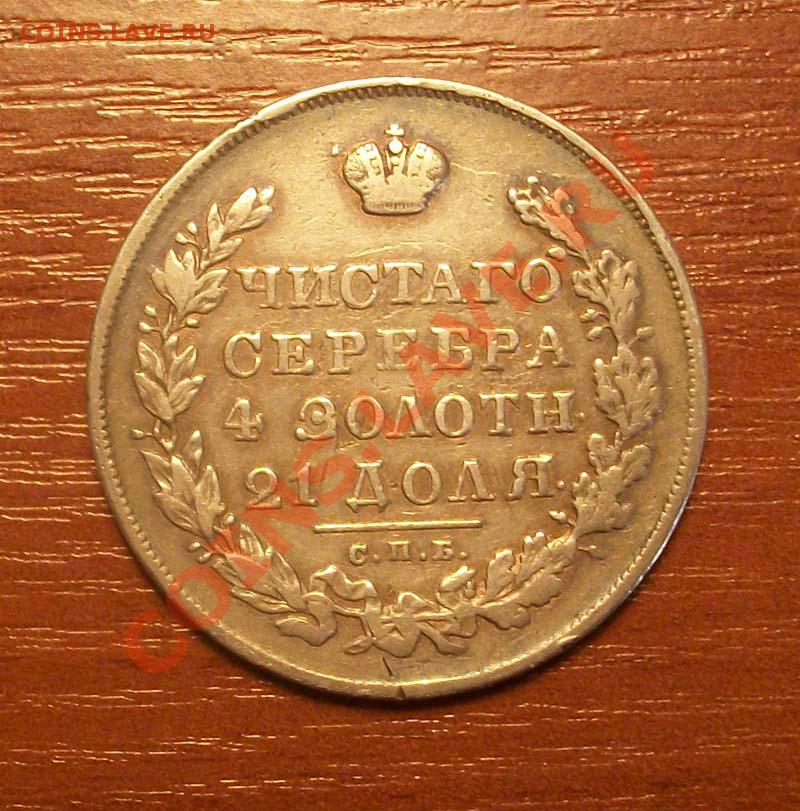 COINS.LAVE.RU
ЧИСТАГО
СЕРЕБРА
4 ЗОЛОТН.
21 ДОЛЯ.
С.П.Б.
COINS.LAVE.RU